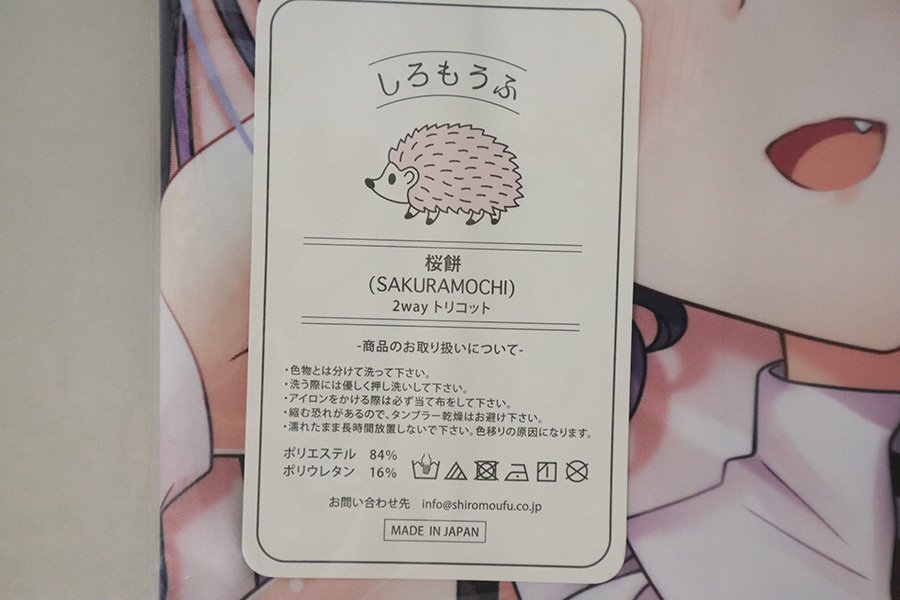 しろもうふ
桜餅
(SAKURAMOCHI)
2way トリコット
-商品のお取り扱いについて-
・色物とは分けて洗って下さい。
・洗う際には優しく押し洗いして下さい。
・アイロンをかける際は必ず当て布をして下さい。
・縮む恐れがあるので、タンブラー乾燥はお避け下さい。
・濡れたまま長時間放置しないで下さい。色移りの原因になります。
ポリエステル 84%
ポリウレタン 16%
お問い合わせ先 info@shiromoufu.co.jp
MADE IN JAPAN